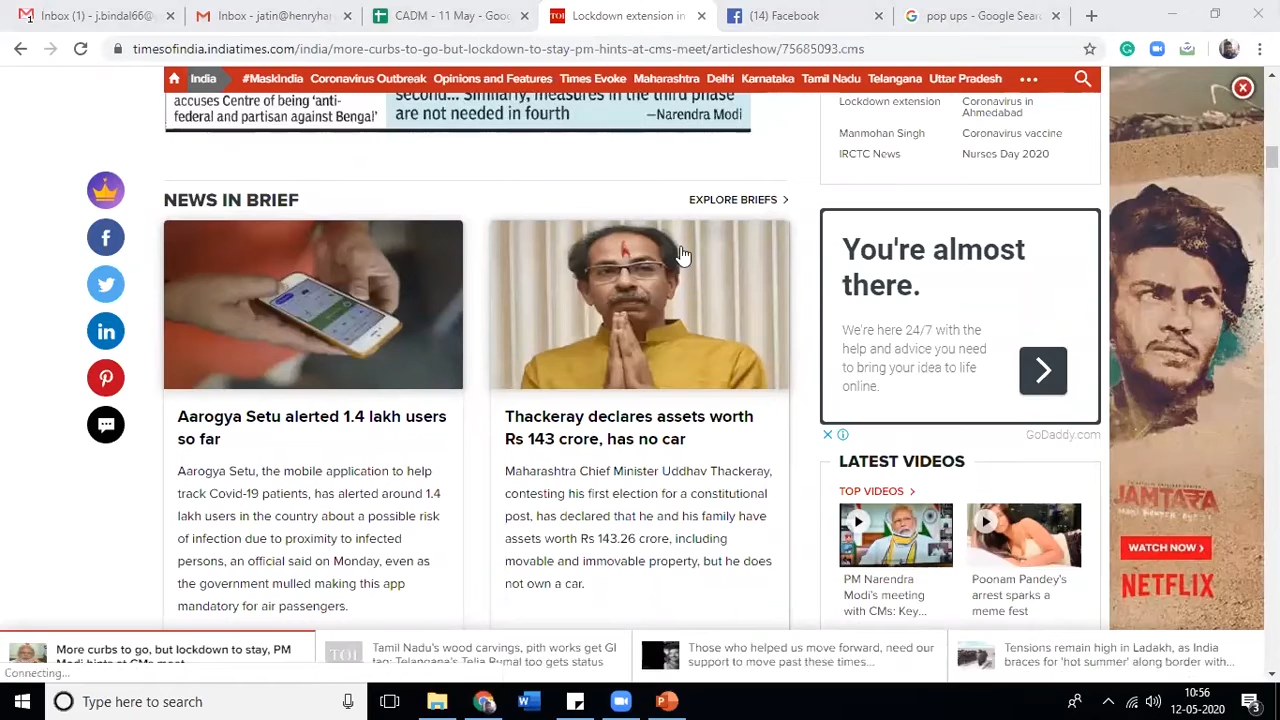 Inbox (1) - j.bindal66@
Inbox - jatin@henryhar
CADM - 11 May - Goo
TOI
Lockdown extension in
(14) Facebook
pop ups - Google Sear
timesofindia.indiatimes.com/india/more-curbs-to-go-but-lockdown-to-stay-pm-hints-at-cms-meet/articleshow/75685093.cms
India
#MaskIndia
Coronavirus Outbreak
Opinions and Features
Times Evoke
Maharashtra
Delhi
Karnataka
Tamil Nadu
Telangana
Uttar Pradesh
accuses Centre of being 'anti-
federal and partisan against Bengal'
second... Similarly, measures in the third phase
are not needed in fourth
—Narendra Modi
Lockdown extension
Coronavirus in
Ahmedabad
Manmohan Singh
Coronavirus vaccine
IRCTC News
Nurses Day 2020
NEWS IN BRIEF
EXPLORE BRIEFS >
Aarogya Setu alerted 1.4 lakh users
so far
Aarogya Setu, the mobile application to help
track Covid-19 patients, has alerted around 1.4
lakh users in the country about a possible risk
of infection due to proximity to infected
persons, an official said on Monday, even as
the government mulled making this app
mandatory for air passengers.
Thackeray declares assets worth
Rs 143 crore, has no car
Maharashtra Chief Minister Uddhav Thackeray,
contesting his first election for a constitutional
post, has declared that he and his family have
assets worth Rs 143.26 crore, including
movable and immovable property, but he does
not own a car.
You're almost
there.
We're here 24/7 with the
help and advice you need
to bring your idea to life
online.
GoDaddy.com
LATEST VIDEOS
TOP VIDEOS >
PM Narendra
Modi's meeting
with CMs: Key...
Poonam Pandey's
arrest sparks a
meme fest
JAMTARA
WATCH NOW >
NETFLIX
More curbs to go, but lockdown to stay, PM
Modi hints at CMs meet
TOI
Tamil Nadu's wood carvings, pith works get GI
tag; Telangana's Telia Rumal too gets status
Those who helped us move forward, need our
support to move past these times...
Tensions remain high in Ladakh, as India
braces for 'hot summer' along border with...
Connecting...
Type here to search
10:56
12-05-2020
3